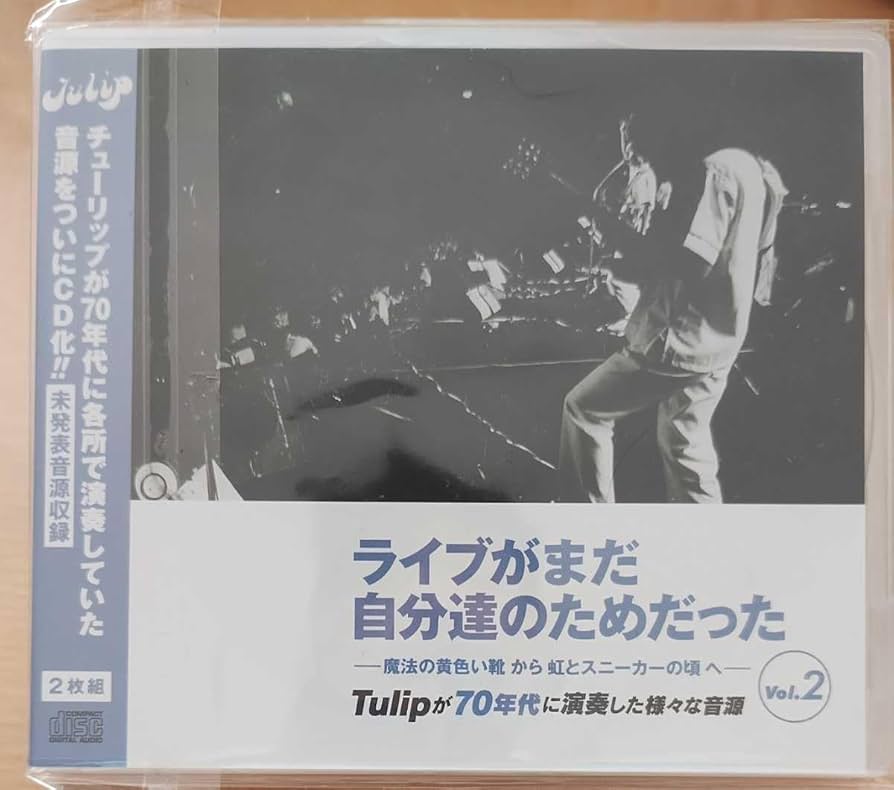 Tulip
チューリップが70年代に各所で演奏していた
音源をついにCD化!!
未発表音源収録
2枚組
COMPACT
disc
DIGITAL AUDIO
ライブがまだ
自分達のためだった
―魔法の黄色い靴 から 虹とスニーカーの頃 へ―
Tulipが70年代に演奏した様々な音源
Vol.2